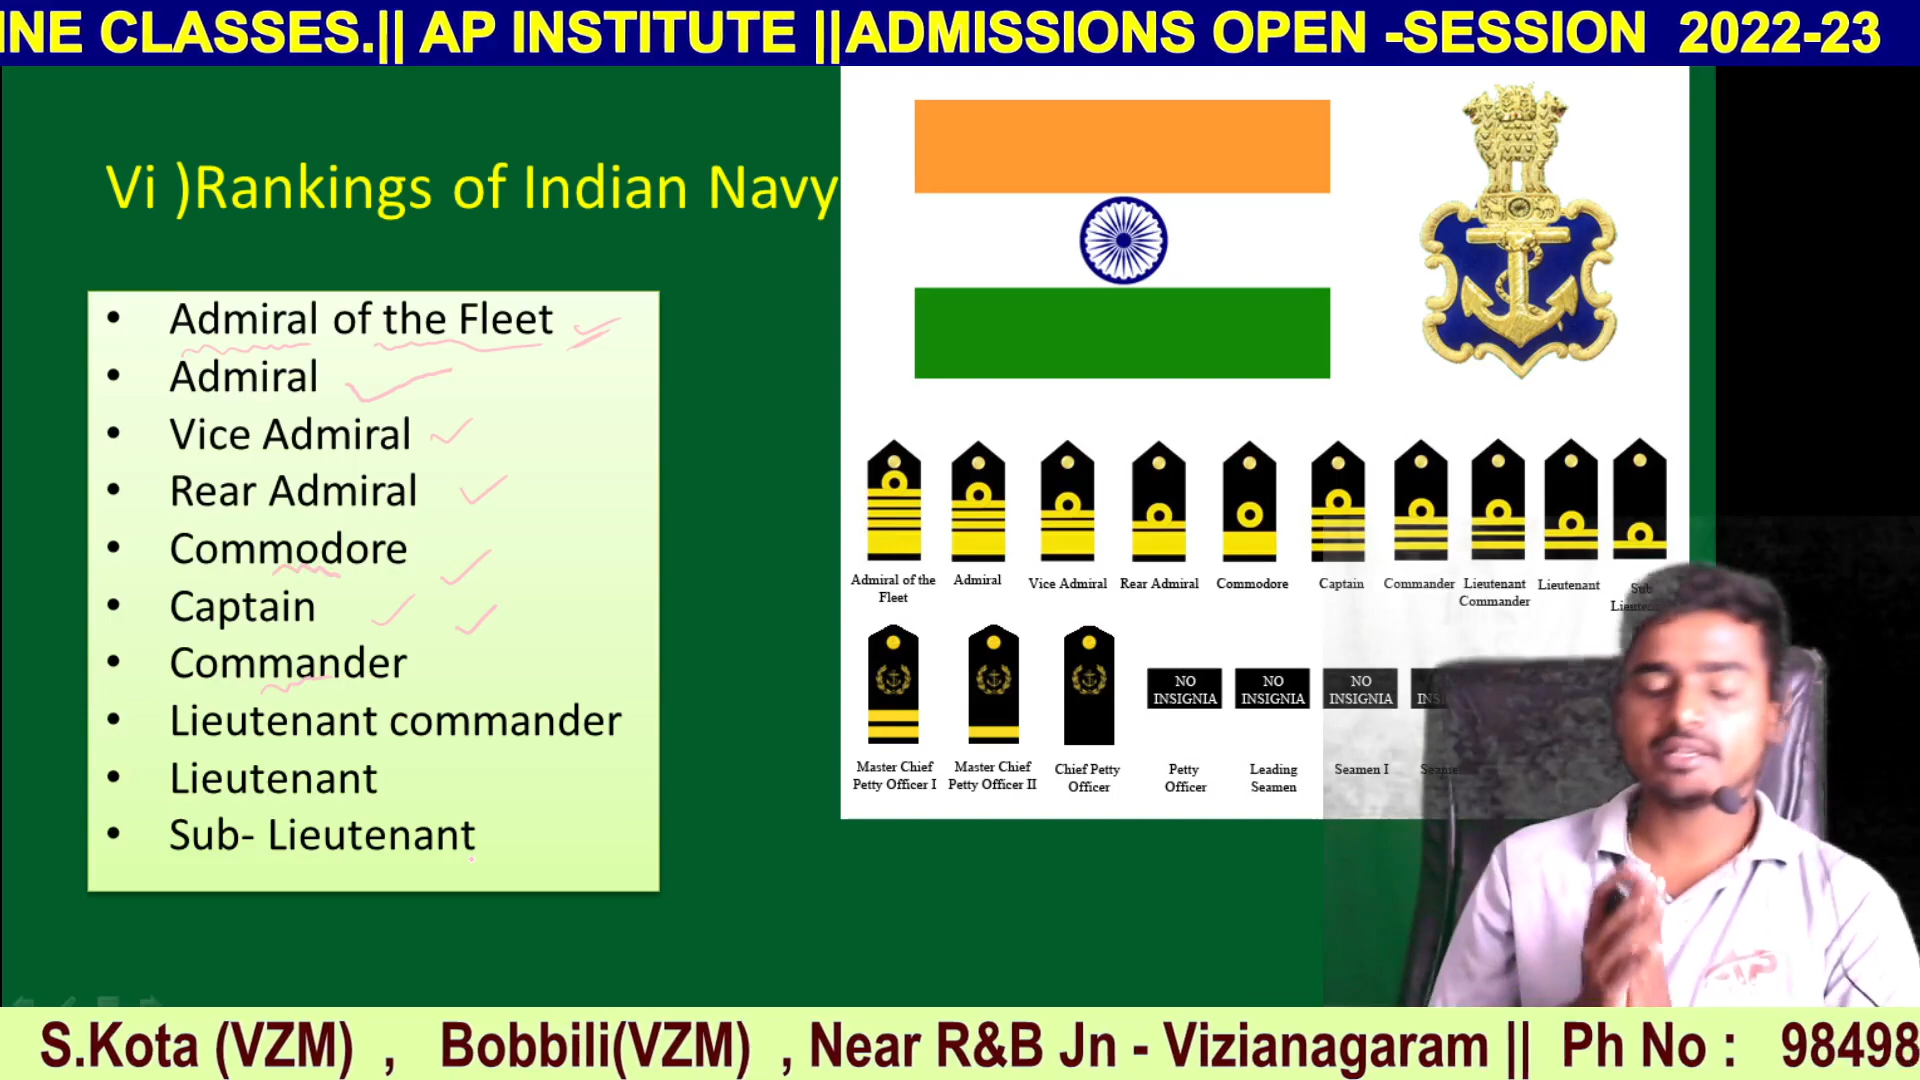 INE CLASSES.|| AP INSTITUTE ||ADMISSIONS OPEN -SESSION 2022-23
Vi )Rankings of Indian Navy
• Admiral of the Fleet
• Admiral
• Vice Admiral
• Rear Admiral
• Commodore
• Captain
• Commander
• Lieutenant commander
• Lieutenant
• Sub- Lieutenant
Admiral of the
Fleet
Admiral
Vice Admiral
Rear Admiral
Commodore
Captain
Commander
Lieutenant
Commander
Lieutenant
Sub
NO
INSIGNIA
NO
INSIGNIA
NO
INSIGNIA
Master Chief
Petty Officer I
Master Chief
Petty Officer II
Chief Petty
Officer
Petty
Officer
Leading
Seamen
Seamen I
S.Kota (VZM) , Bobbili(VZM) , Near R&B Jn - Vizianagaram || Ph No : 98498